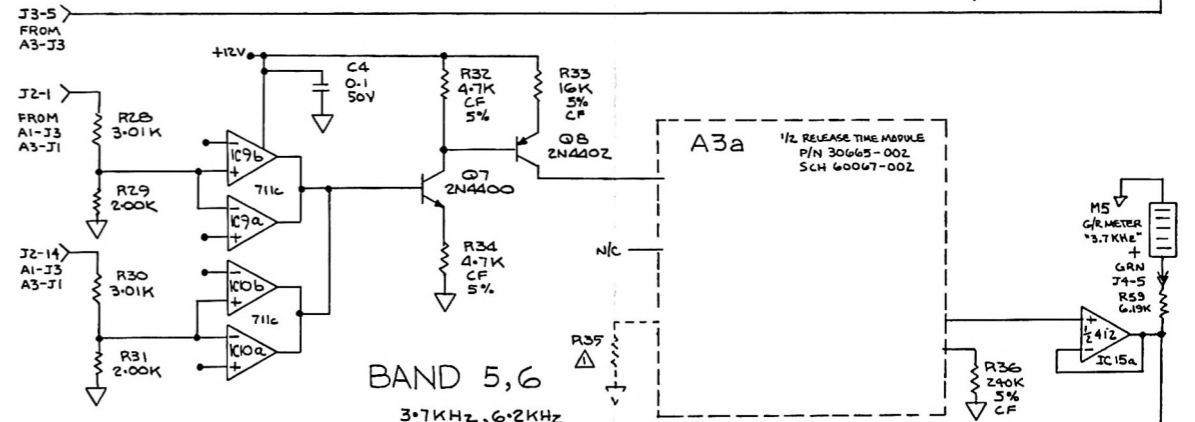 J3-5
FROM
A3-J3
+12V
C4
0.1
50V
R32
4.7K
CF
5%
R33
16K
5%
CF
J2-1
FROM
A1-J3
A3-J1
R28
3.01K
IC9b
711c
IC9a
R29
2.00K
Q8
2N4402
Q7
2N4400
A3a
1/2 RELEASE TIME MODULE
P/N 30665-002
SCH 60067-002
M5
G/R METER
"3.7KHz"
+
GRN
J4-5
R59
6.19K
N/C
R34
4.7K
CF
5%
J2-14
A1-J3
A3-J1
R30
3.01K
IC10b
711c
IC10a
R31
2.00K
R35
1
1/2 412
IC15a
R36
240K
5%
CF
BAND 5,6
3.7KHz, 6.2KHz